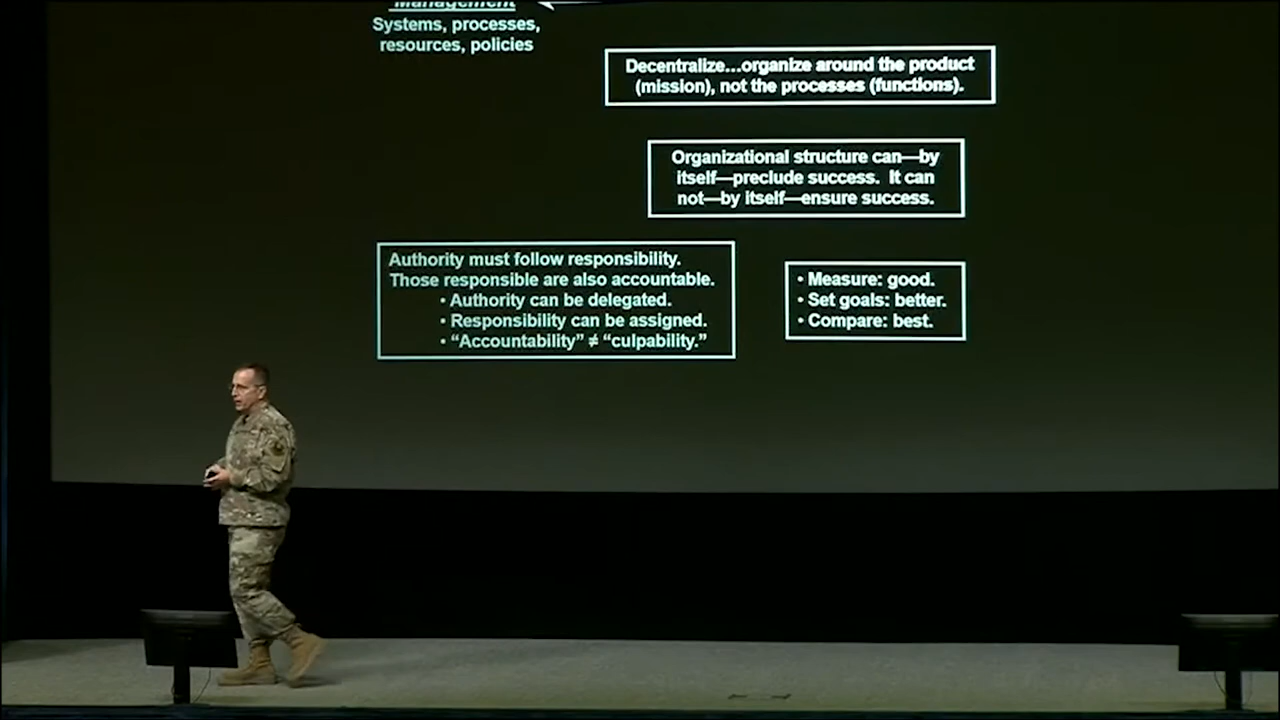 Management
Systems, processes,
resources, policies
Decentralize...organize around the product
(mission), not the processes (functions).
Organizational structure can—by
itself—preclude success. It can
not—by itself—ensure success.
Authority must follow responsibility.
Those responsible are also accountable.
• Authority can be delegated.
• Responsibility can be assigned.
• “Accountability” ≠ “culpability.”
• Measure: good.
• Set goals: better.
• Compare: best.